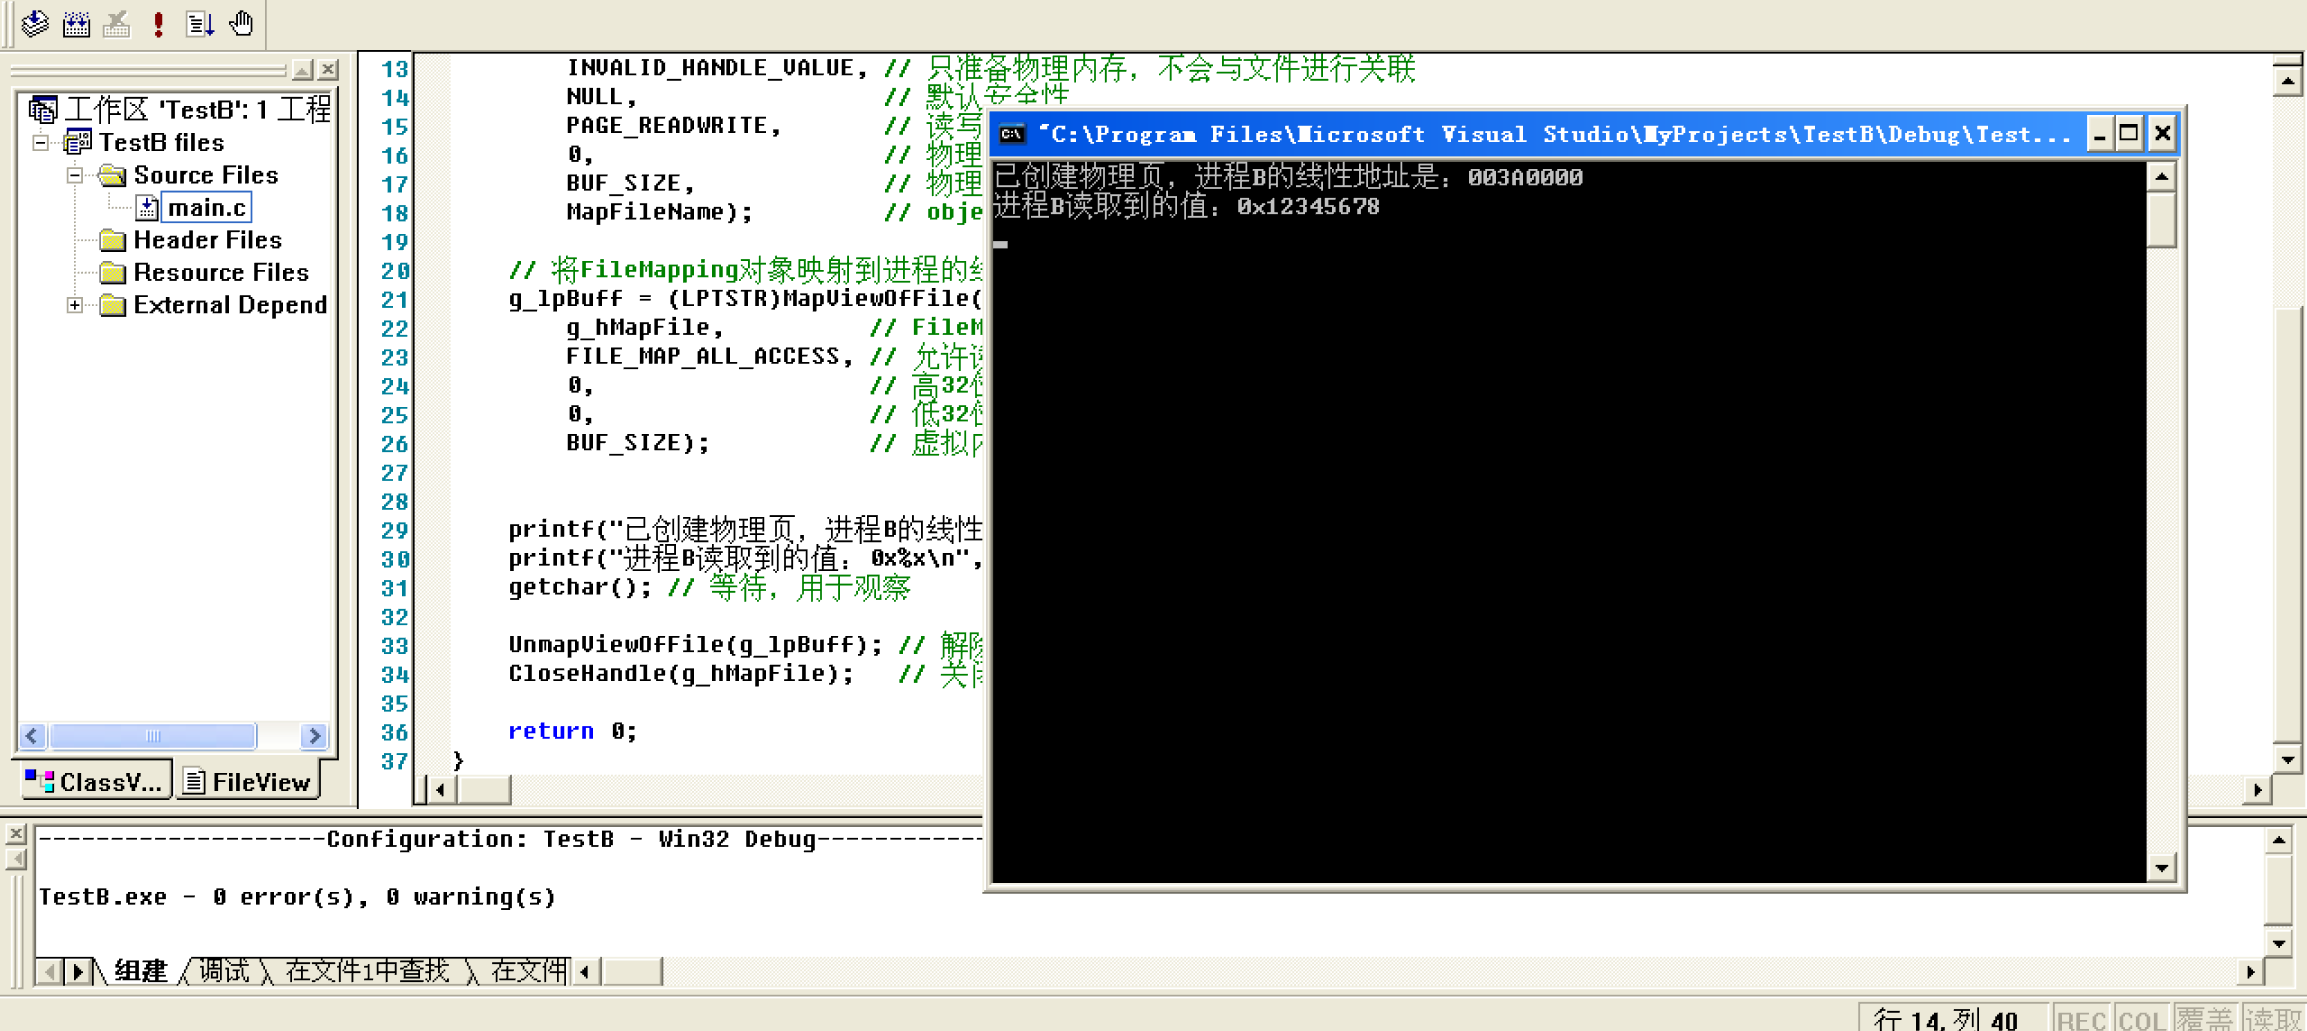 工作区 'TestB': 1 工程
TestB files
Source Files
main.c
Header Files
Resource Files
External Depend
ClassV...
FileView
13 INVALID_HANDLE_VALUE, // 只准备物理内存，不会与文件进行关联
14 NULL, // 默认安全性
15 PAGE_READWRITE, // 读写
16 0, // 物理
17 BUF_SIZE, // 物理
18 MapFileName); // obje
19
20 // 将FileMapping对象映射到进程的
21 g_lpBuff = (LPTSTR)MapViewOfFile(
22 g_hMapFile, // FileM
23 FILE_MAP_ALL_ACCESS, // 允许
24 0, // 高32
25 0, // 低32
26 BUF_SIZE); // 虚拟
27
28
29 printf("已创建物理页，进程B的线性
30 printf("进程B读取到的值：0x%x\n",
31 getchar(); // 等待，用于观察
32
33 UnmapViewOfFile(g_lpBuff); // 解
34 CloseHandle(g_hMapFile); // 关
35
36 return 0;
37 }
"C:\Program Files\Microsoft Visual Studio\MyProjects\TestB\Debug\Test...
已创建物理页，进程B的线性地址是：003A0000
进程B读取到的值：0x12345678
--------------------Configuration: TestB - Win32 Debug------------
TestB.exe - 0 error(s), 0 warning(s)
组建 调试 在文件1中查找 在文件
行 14, 列 40 REC COL 覆盖 读取